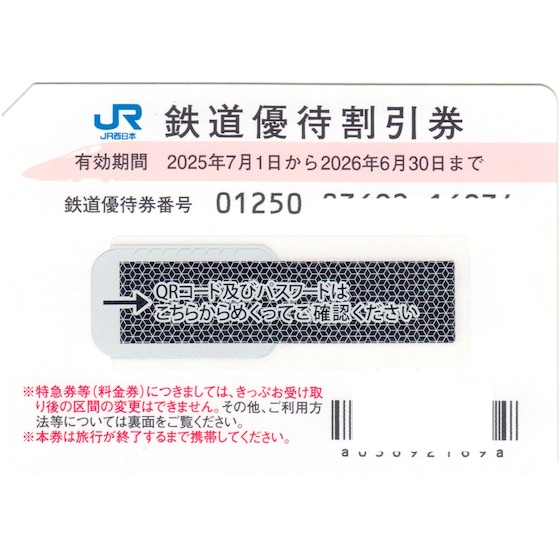 JR
JR西日本
鉄道優待割引券
有効期間 2025年7月1日から2026年6月30日まで
鉄道優待券番号 01250
QRコード及びパスワードは
こちらからめくってご確認ください
※特急券等(料金券)につきましては、きっぷお受け取
り後の区間の変更はできません。その他、ご利用方
法等については裏面をご覧ください。
※本券は旅行が終了するまで携帯してください。